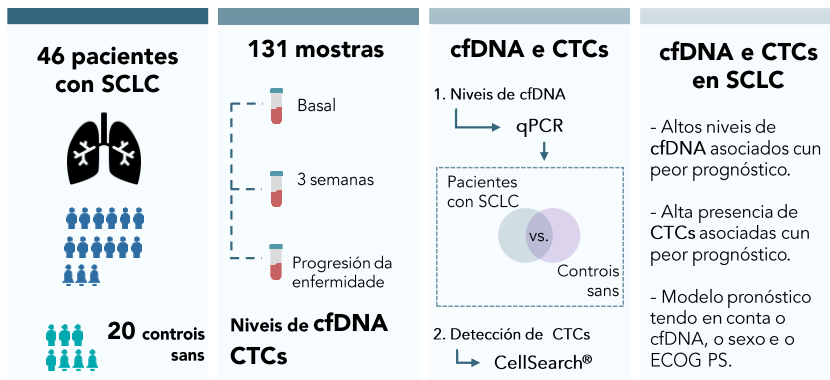 46 pacientes
con SCLC
20 controis
sans
131 mostras
Basal
3 semanas
Progresión da
enfermidade
Niveis de cfDNA
CTCs
cfDNA e CTCs
1. Niveis de cfDNA
qPCR
Pacientes
con SCLC
vs.
Controis
sans
2. Detección de CTCs
CellSearch®
cfDNA e CTCs
en SCLC
- Altos niveis de
cfDNA asociados cun
peor prognóstico.
- Alta presenza de
CTCs asociadas cun
peor prognóstico.
- Modelo pronóstico
tendo en conta o
cfDNA, o sexo e o
ECOG PS.